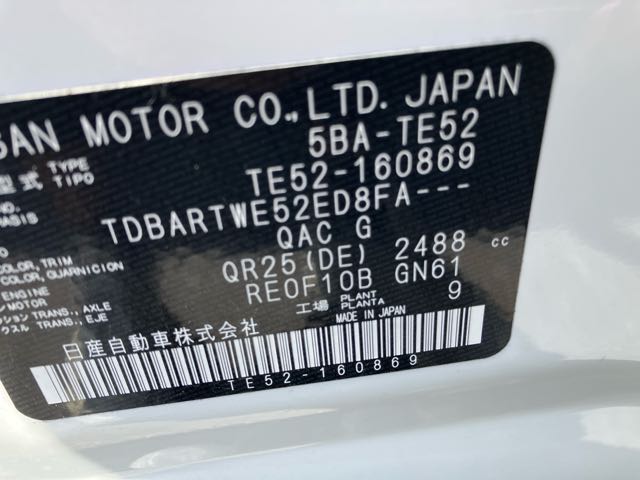 SAN MOTOR CO.,LTD. JAPAN
型式 TYPE TIPO 5BA-TE52
NO. HASIS TE52-160869
TDBARTWE52ED8FA---
COLOR, TRIM QAC G
COLOR, GUARNICION
ENGINE MOTOR QR25(DE) 2488 cc
TRANS., AXLE TRANS., EJE RE0F10B GN61
工場 PLANT PLANTA 9
MADE IN JAPAN
日産自動車株式会社
TE52-160869